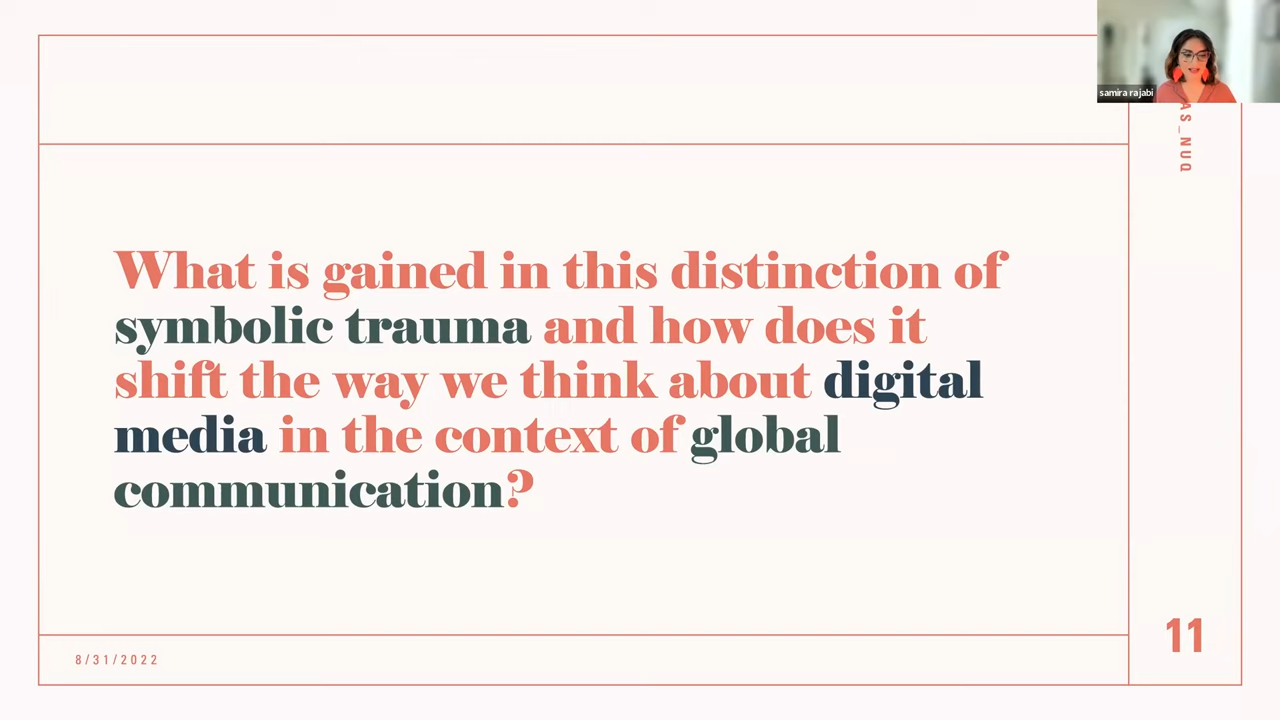 samira rajabi
AS_NUQ
What is gained in this distinction of
symbolic trauma and how does it
shift the way we think about digital
media in the context of global
communication?
8/31/2022
11